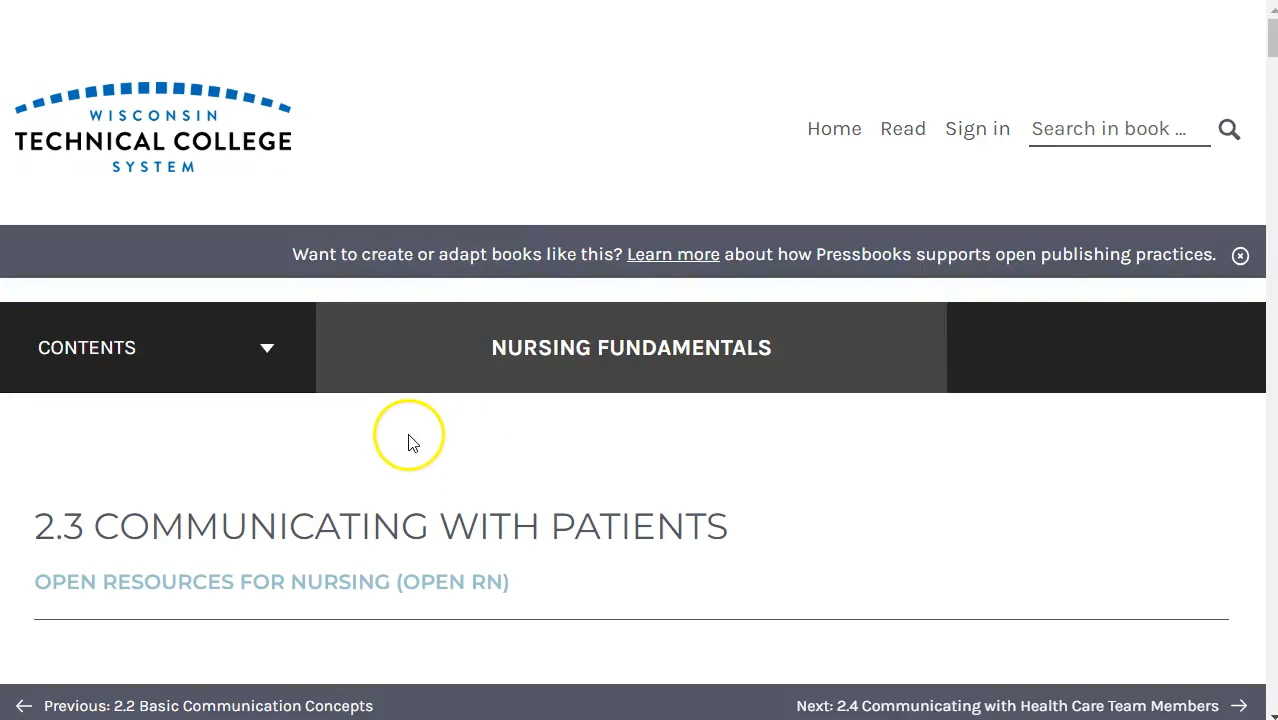 WISCONSIN
TECHNICAL COLLEGE
SYSTEM
Home Read Sign in Search in book ...
Want to create or adapt books like this? Learn more about how Pressbooks supports open publishing practices.
CONTENTS
NURSING FUNDAMENTALS
2.3 COMMUNICATING WITH PATIENTS
OPEN RESOURCES FOR NURSING (OPEN RN)
Previous: 2.2 Basic Communication Concepts
Next: 2.4 Communicating with Health Care Team Members